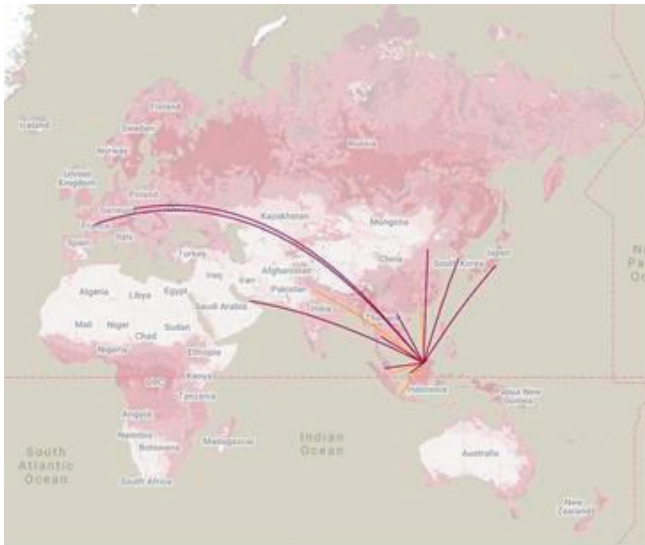 Iceland
Finland
Sweden
Norway
Russia
United
Kingdom
Poland
Germany
France
Kazakhstan
Mongolia
Spain
Italy
Turkey
China
South Korea
Japan
Iraq
Iran
Afghanistan
Pakistan
Algeria
Libya
Egypt
Saudi Arabia
India
Mali
Niger
Chad
Sudan
Nigeria
Ethiopia
Kenya
DRC
Tanzania
Indonesia
Papua New
Guinea
Angola
Namibia
Botswana
Madagascar
South Africa
South
Atlantic
Ocean
Indian
Ocean
Australia
New
Zealand